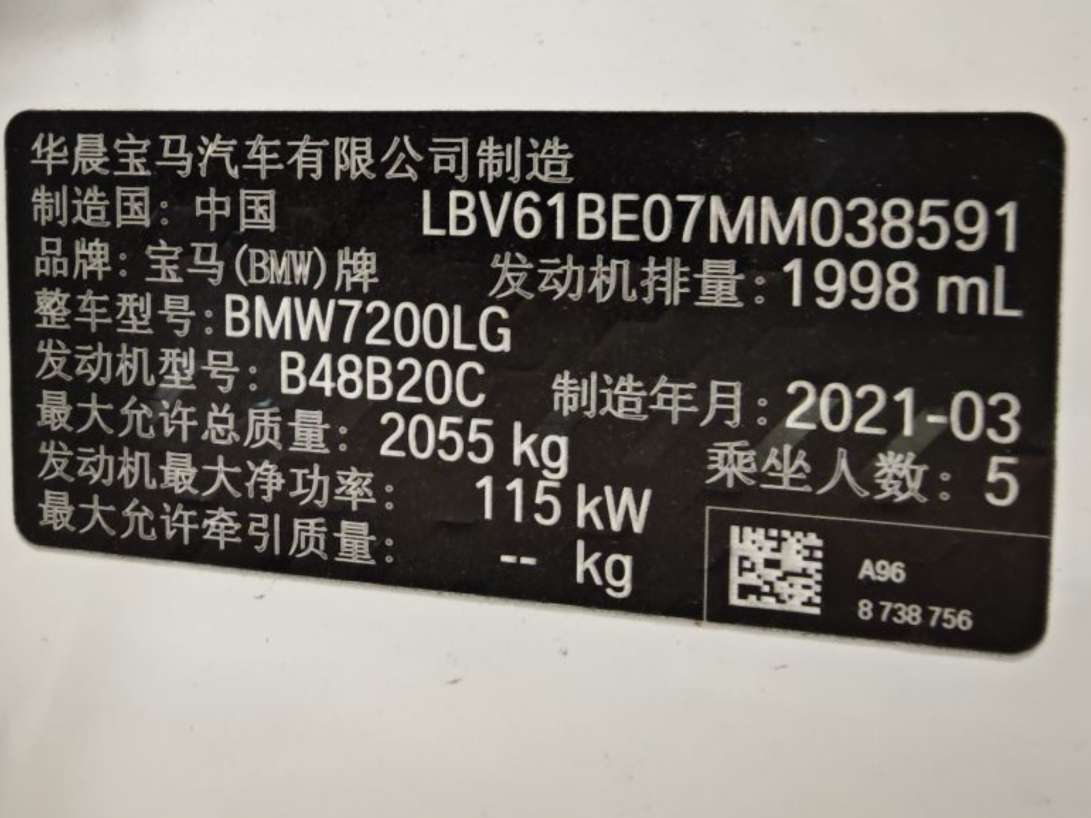 华晨宝马汽车有限公司制造
制造国：中国 LBV61BE07MM038591
品牌：宝马(BMW)牌 发动机排量：1998 mL
整车型号：BMW7200LG
发动机型号：B48B20C 制造年月：2021-03
最大允许总质量：2055 kg 乘坐人数：5
发动机最大净功率：115 kW
最大允许牵引质量：-- kg
A96
8 738 756